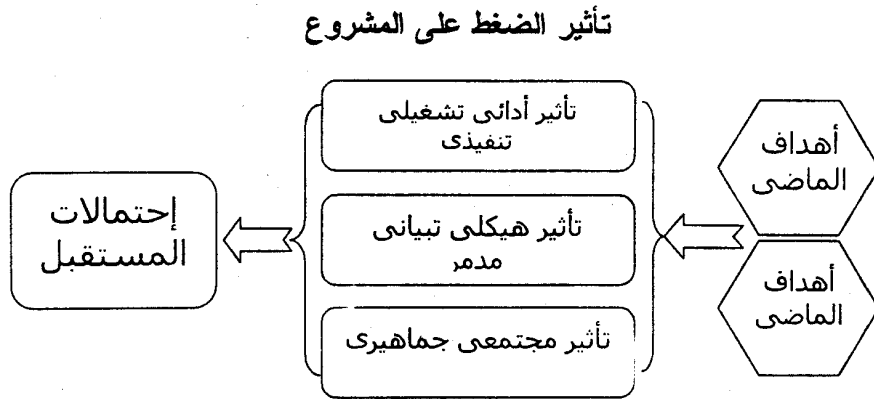 تأثير الضغط على المشروع
أهداف
الماضى
أهداف
الماضى
تأثير أدائى تشغيلى
تنفيذى
تأثير هيكلى تبيانى
مدمر
تأثير مجتمعى جماهيرى
إحتمالات
المستقبل